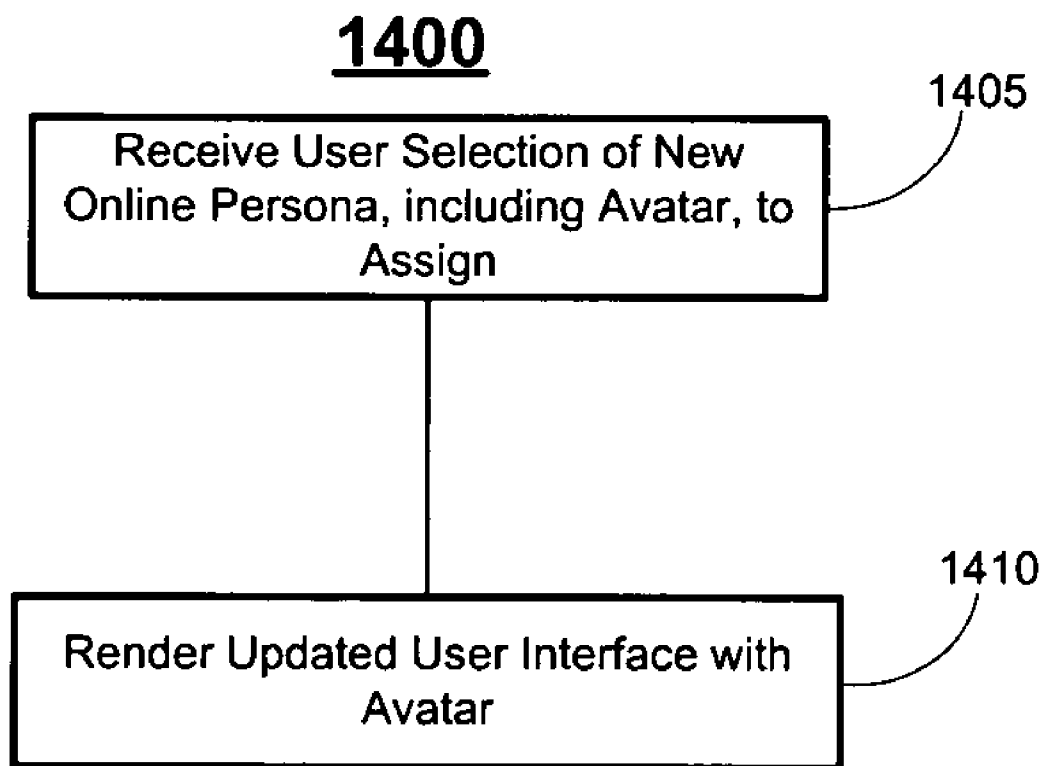 1400
1405
Receive User Selection of New
Online Persona, including Avatar, to
Assign
1410
Render Updated User Interface with
Avatar